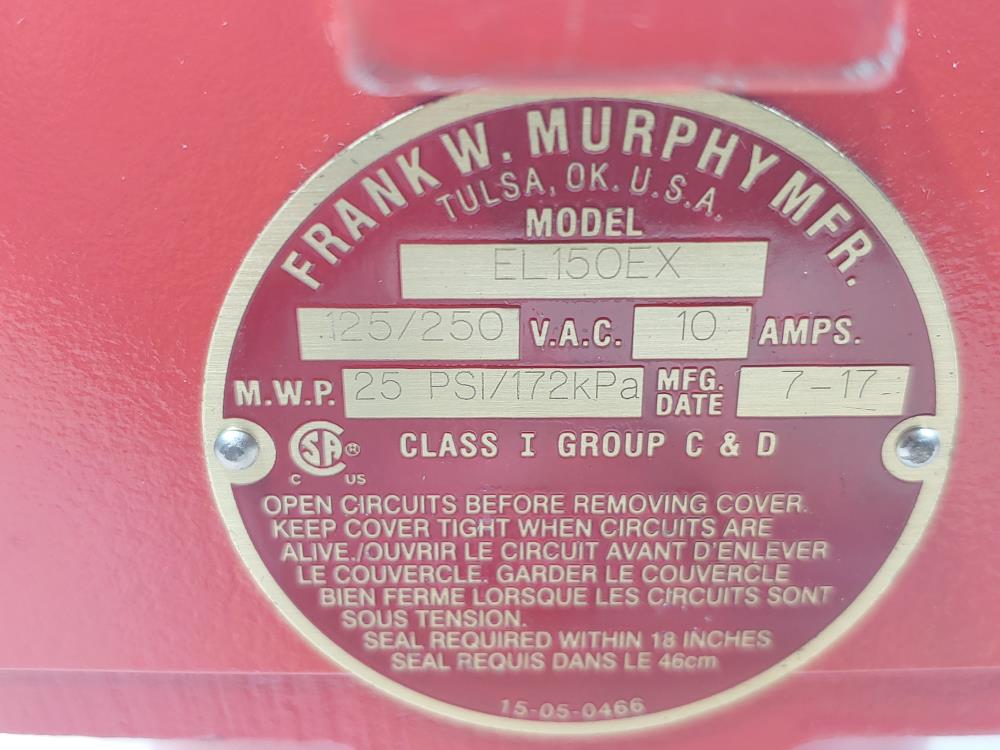 FRANK W. MURPHY MFR.
TULSA, OK. U.S.A.
MODEL
EL150EX
125/250 V.A.C. 10 AMPS.
M.W.P. 25 PSI/172kPa MFG. DATE 7-17
SA ® C US CLASS I GROUP C & D
OPEN CIRCUITS BEFORE REMOVING COVER.
KEEP COVER TIGHT WHEN CIRCUITS ARE
ALIVE./OUVRIR LE CIRCUIT AVANT D'ENLEVER
LE COUVERCLE. GARDER LE COUVERCLE
BIEN FERME LORSQUE LES CIRCUITS SONT
SOUS TENSION.
SEAL REQUIRED WITHIN 18 INCHES
SEAL REQUIS DANS LE 46cm
15-05-0466